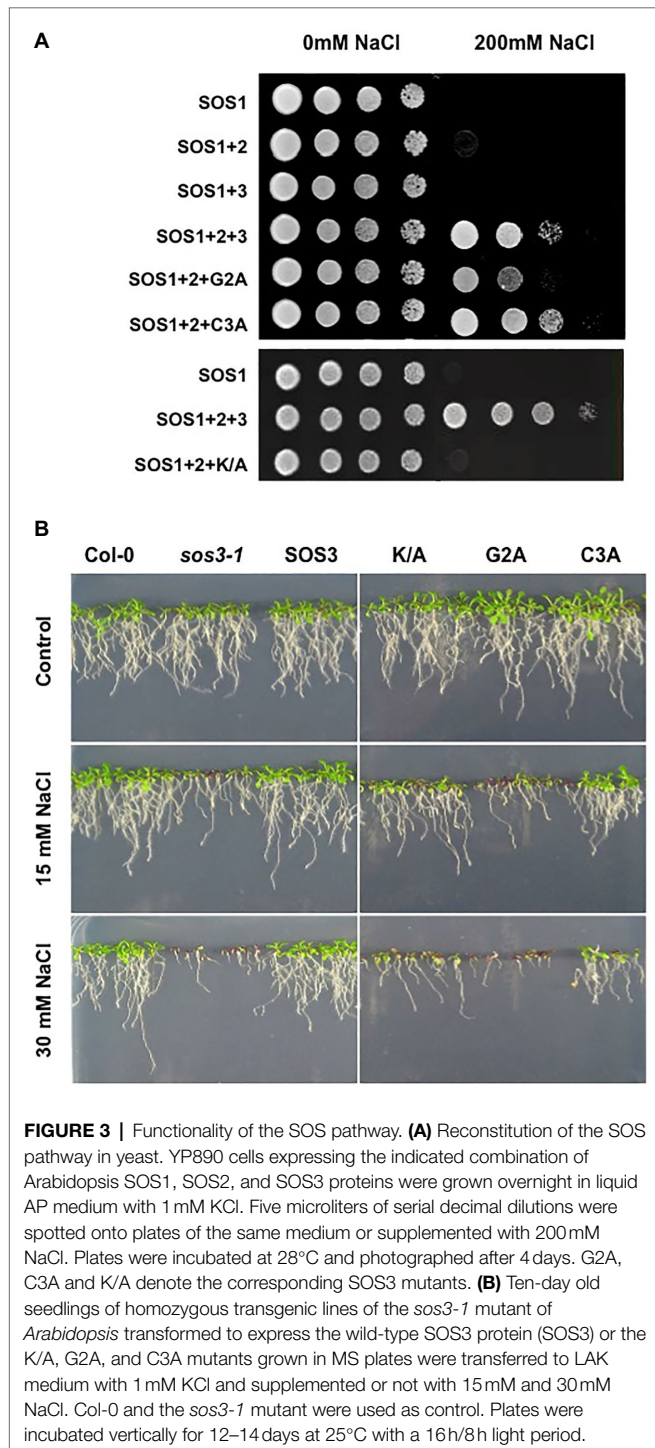 A
0mM NaCl 200mM NaCl
SOS1
SOS1+2
SOS1+3
SOS1+2+3
SOS1+2+G2A
SOS1+2+C3A
SOS1
SOS1+2+3
SOS1+2+K/A
B
Col-0 sos3-1 SOS3 K/A G2A C3A
Control
15 mM NaCl
30 mM NaCl
FIGURE 3 | Functionality of the SOS pathway. (A) Reconstitution of the SOS
pathway in yeast. YP890 cells expressing the indicated combination of
Arabidopsis SOS1, SOS2, and SOS3 proteins were grown overnight in liquid
AP medium with 1 mM KCl. Five microliters of serial decimal dilutions were
spotted onto plates of the same medium or supplemented with 200 mM
NaCl. Plates were incubated at 28°C and photographed after 4 days. G2A,
C3A and K/A denote the corresponding SOS3 mutants. (B) Ten-day old
seedlings of homozygous transgenic lines of the sos3-1 mutant of
Arabidopsis transformed to express the wild-type SOS3 protein (SOS3) or the
K/A, G2A, and C3A mutants grown in MS plates were transferred to LAK
medium with 1 mM KCl and supplemented or not with 15 mM and 30 mM
NaCl. Col-0 and the sos3-1 mutant were used as control. Plates were
incubated vertically for 12–14 days at 25°C with a 16 h/8 h light period.